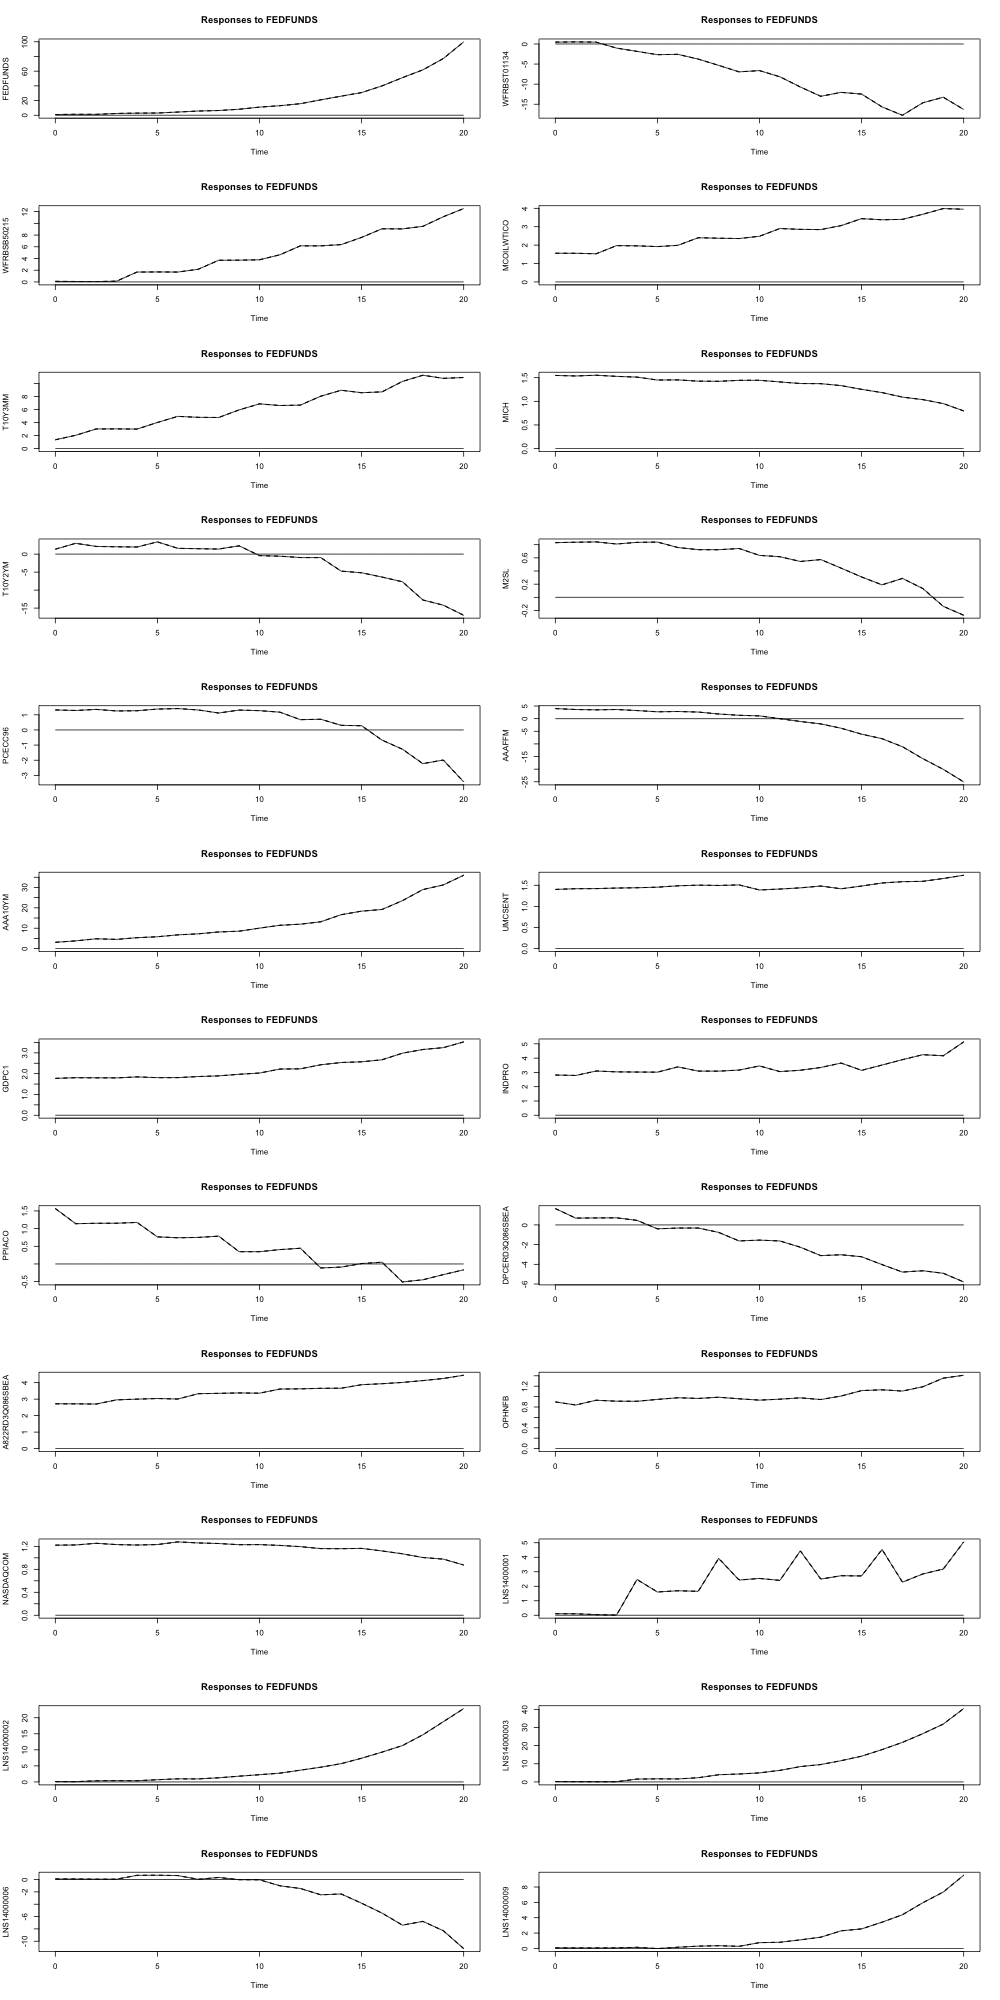 Responses to FEDFUNDS
FEDFUNDS
0 20 60 100
0 5 10 15 20
Time
Responses to FEDFUNDS
WFRBST01134
-15 -10 -5 0
0 5 10 15 20
Time
Responses to FEDFUNDS
WFRBSB50215
0 2 4 6 8 12
0 5 10 15 20
Time
Responses to FEDFUNDS
MCOILWTICO
0 1 2 3 4
0 5 10 15 20
Time
Responses to FEDFUNDS
T10Y3MM
0 2 4 6 8
0 5 10 15 20
Time
Responses to FEDFUNDS
MICH
0.0 0.5 1.0 1.5
0 5 10 15 20
Time
Responses to FEDFUNDS
T10Y2YM
-15 -5 0
0 5 10 15 20
Time
Responses to FEDFUNDS
M2SL
-0.2 0.2 0.6
0 5 10 15 20
Time
Responses to FEDFUNDS
PCECC96
-3 -2 -1 0 1
0 5 10 15 20
Time
Responses to FEDFUNDS
AAAFFM
-25 -15 -5 0 5
0 5 10 15 20
Time
Responses to FEDFUNDS
AAA10YM
0 10 20 30
0 5 10 15 20
Time
Responses to FEDFUNDS
UMCSENT
0.0 0.5 1.0 1.5
0 5 10 15 20
Time
Responses to FEDFUNDS
GDPC1
0.0 1.0 2.0 3.0
0 5 10 15 20
Time
Responses to FEDFUNDS
INDPRO
0 1 2 3 4 5
0 5 10 15 20
Time
Responses to FEDFUNDS
PPIACO
-0.5 0.5 1.0 1.5
0 5 10 15 20
Time
Responses to FEDFUNDS
DPCERD3Q086SBEA
-6 -4 -2 0
0 5 10 15 20
Time
Responses to FEDFUNDS
A822RD3Q086SBEA
0 1 2 3 4
0 5 10 15 20
Time
Responses to FEDFUNDS
OPHNFB
0.0 0.4 0.8 1.2
0 5 10 15 20
Time
Responses to FEDFUNDS
NASDAQCOM
0.0 0.4 0.8 1.2
0 5 10 15 20
Time
Responses to FEDFUNDS
LNS14000001
0 1 2 3 4 5
0 5 10 15 20
Time
Responses to FEDFUNDS
LNS14000002
0 5 10 15 20
0 5 10 15 20
Time
Responses to FEDFUNDS
LNS14000003
0 10 20 30 40
0 5 10 15 20
Time
Responses to FEDFUNDS
LNS14000006
-10 -6 -2 0
0 5 10 15 20
Time
Responses to FEDFUNDS
LNS14000009
0 2 4 6 8
0 5 10 15 20
Time